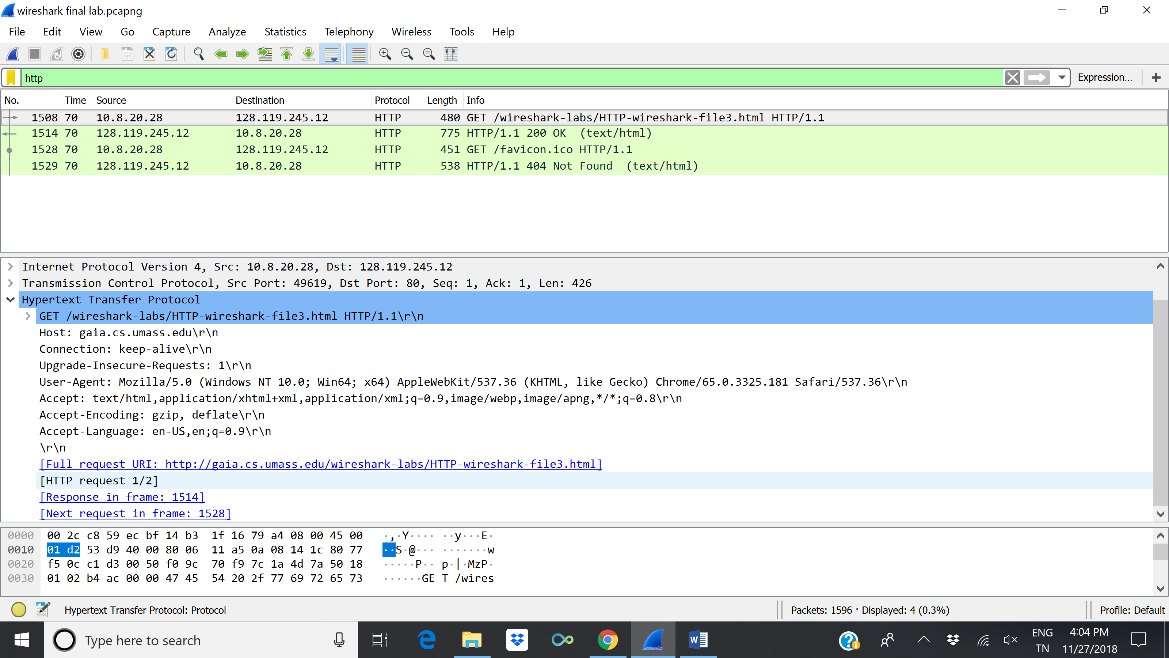 wireshark final lab.pcapng
File Edit View Go Capture Analyze Statistics Telephony Wireless Tools Help
http Expression... +
No. Time Source Destination Protocol Length Info
1508 70 10.8.20.28 128.119.245.12 HTTP 480 GET /wireshark-labs/HTTP-wireshark-file3.html HTTP/1.1
1514 70 128.119.245.12 10.8.20.28 HTTP 775 HTTP/1.1 200 OK (text/html)
1528 70 10.8.20.28 128.119.245.12 HTTP 451 GET /favicon.ico HTTP/1.1
1529 70 128.119.245.12 10.8.20.28 HTTP 538 HTTP/1.1 404 Not Found (text/html)
Internet Protocol Version 4, Src: 10.8.20.28, Dst: 128.119.245.12
Transmission Control Protocol, Src Port: 49619, Dst Port: 80, Seq: 1, Ack: 1, Len: 426
Hypertext Transfer Protocol
GET /wireshark-labs/HTTP-wireshark-file3.html HTTP/1.1\r\n
Host: gaia.cs.umass.edu\r\n
Connection: keep-alive\r\n
Upgrade-Insecure-Requests: 1\r\n
User-Agent: Mozilla/5.0 (Windows NT 10.0; Win64; x64) AppleWebKit/537.36 (KHTML, like Gecko) Chrome/65.0.3325.181 Safari/537.36\r\n
Accept: text/html,application/xhtml+xml,application/xml;q=0.9,image/webp,image/apng,*/*;q=0.8\r\n
Accept-Encoding: gzip, deflate\r\n
Accept-Language: en-US,en;q=0.9\r\n
\r\n
[Full request URI: http://gaia.cs.umass.edu/wireshark-labs/HTTP-wireshark-file3.html]
[HTTP request 1/2]
[Response in frame: 1514]
[Next request in frame: 1528]
0000 00 2c c8 59 ec bf 14 b3 1f 16 79 a4 08 00 45 00 ·,·Y···· ··y···E·
0010 01 d2 53 d9 40 00 80 06 11 a5 0a 08 14 1c 80 77 ··S·@··· ·······w
0020 f5 0c c1 d3 00 50 f0 9c 70 f9 7c 1a 4d 7a 50 18 ·····P·· p·|·MzP·
0030 01 02 b4 ac 00 00 47 45 54 20 2f 77 69 72 65 73 ······GE T /wires
Hypertext Transfer Protocol: Protocol Packets: 1596 · Displayed: 4 (0.3%) Profile: Default
Type here to search ENG TN 4:04 PM 11/27/2018